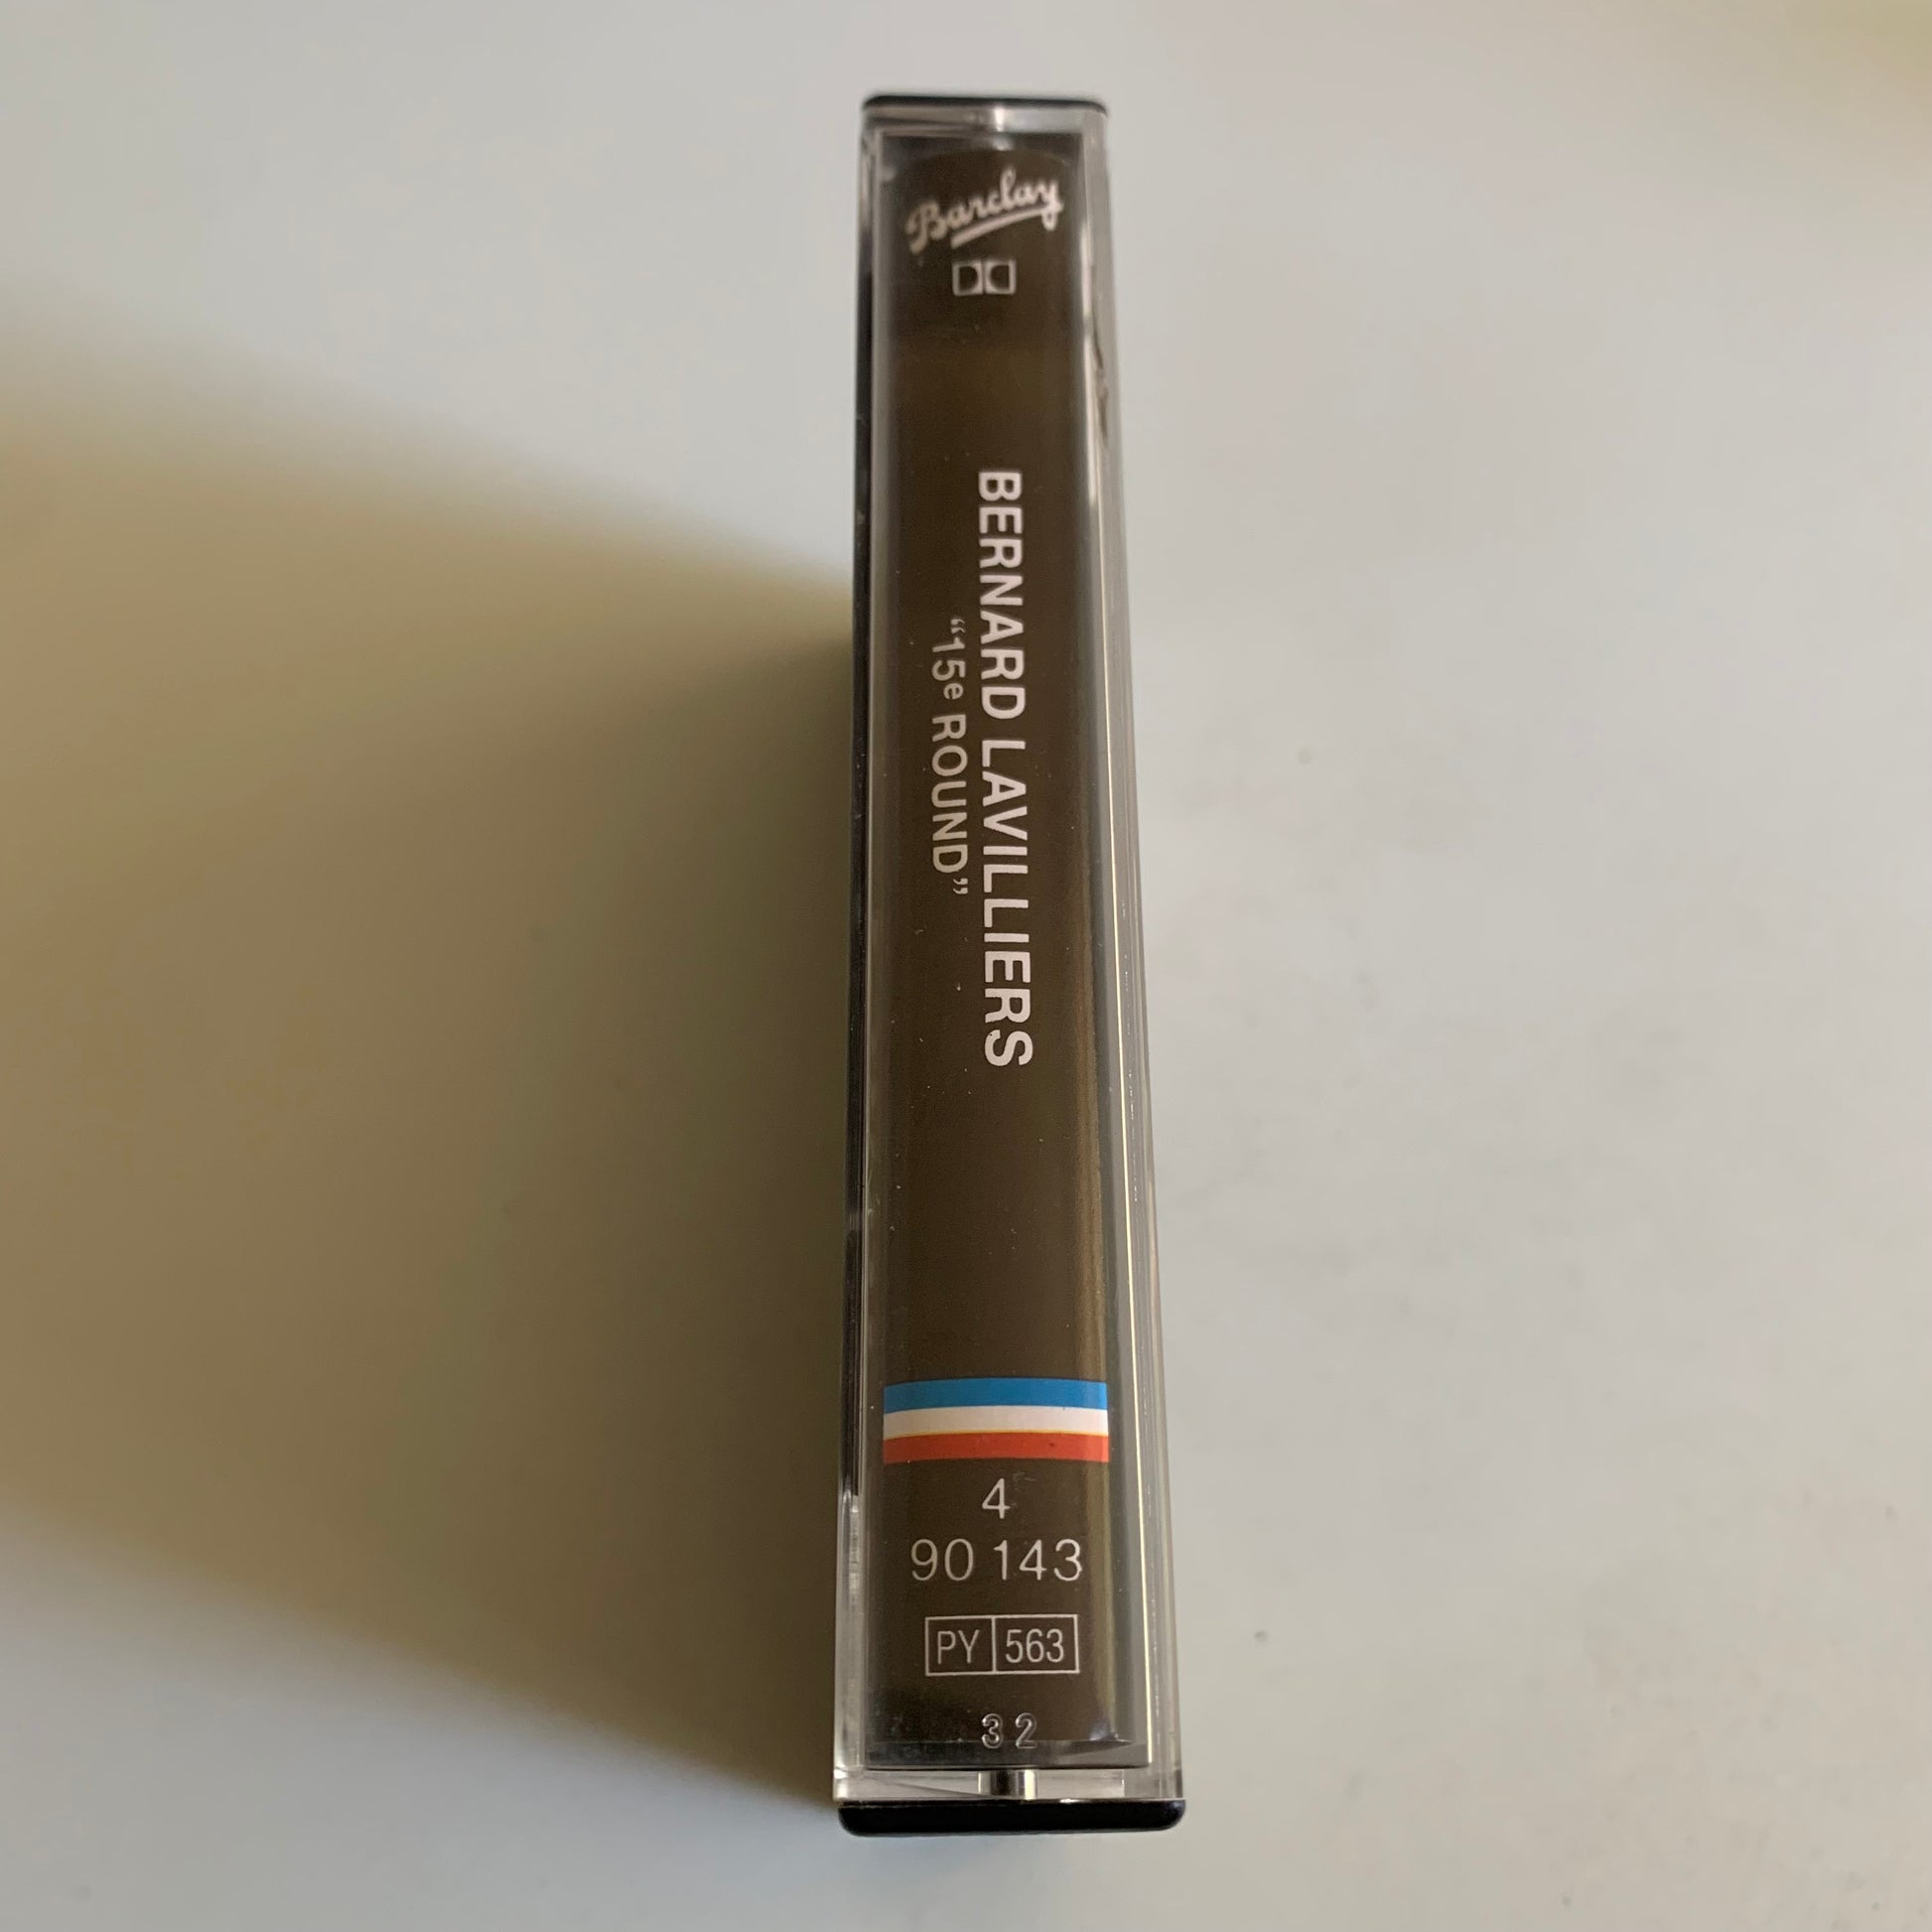 Barclay
BERNARD LAVILLIERS
“15e ROUND”
4
90 143
PY 563
32